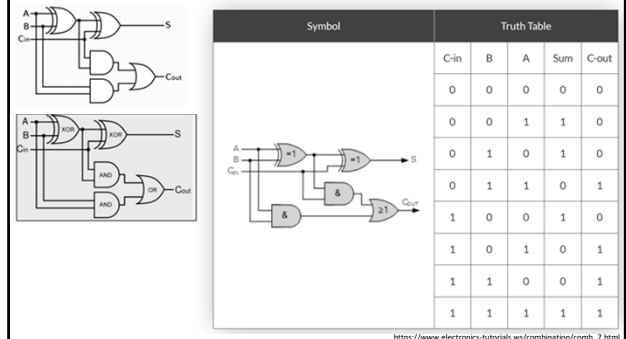 A
B
Cin
S
Cout
A
B
Cin
XOR
XOR
S
AND
AND
OR
Cout
Symbol
Truth Table
C-in B A Sum C-out
0 0 0 0 0
0 0 1 1 0
0 1 0 1 0
0 1 1 0 1
1 0 0 1 0
1 0 1 0 1
1 1 0 0 1
1 1 1 1 1
A
B
CIN
=1
=1
S
&
&
≥1
COUT
https://www.electronics-tutorials.ws/combination/comb_7.html